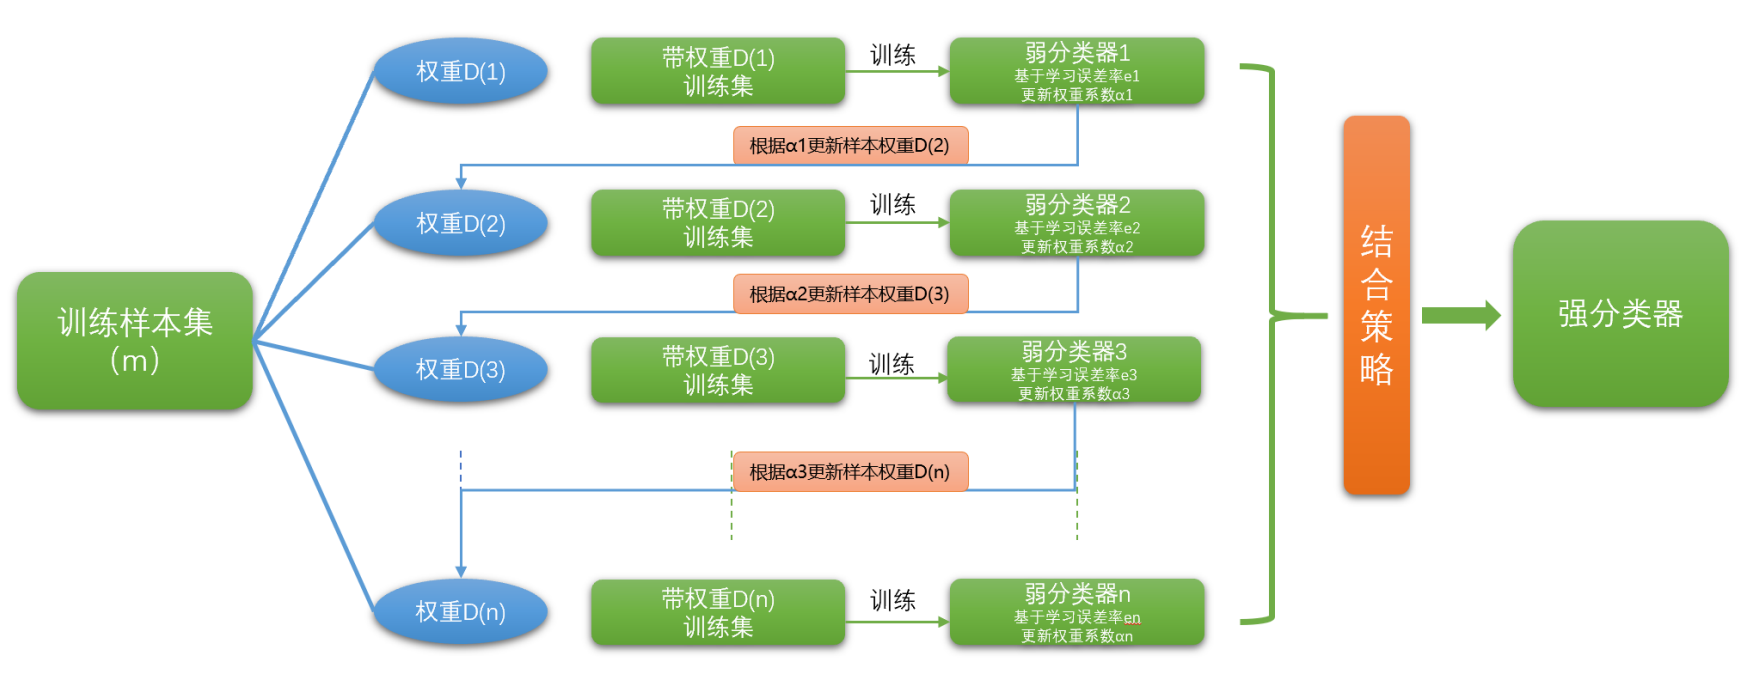 训练样本集
(m)
权重D(1)
带权重D(1)
训练集
训练
弱分类器1
基于学习误差率e1
更新权重系数α1
根据α1更新样本权重D(2)
权重D(2)
带权重D(2)
训练集
训练
弱分类器2
基于学习误差率e2
更新权重系数α2
根据α2更新样本权重D(3)
权重D(3)
带权重D(3)
训练集
训练
弱分类器3
基于学习误差率e3
更新权重系数α3
根据α3更新样本权重D(n)
权重D(n)
带权重D(n)
训练集
训练
弱分类器n
基于学习误差率en
更新权重系数αn
结合策略
强分类器